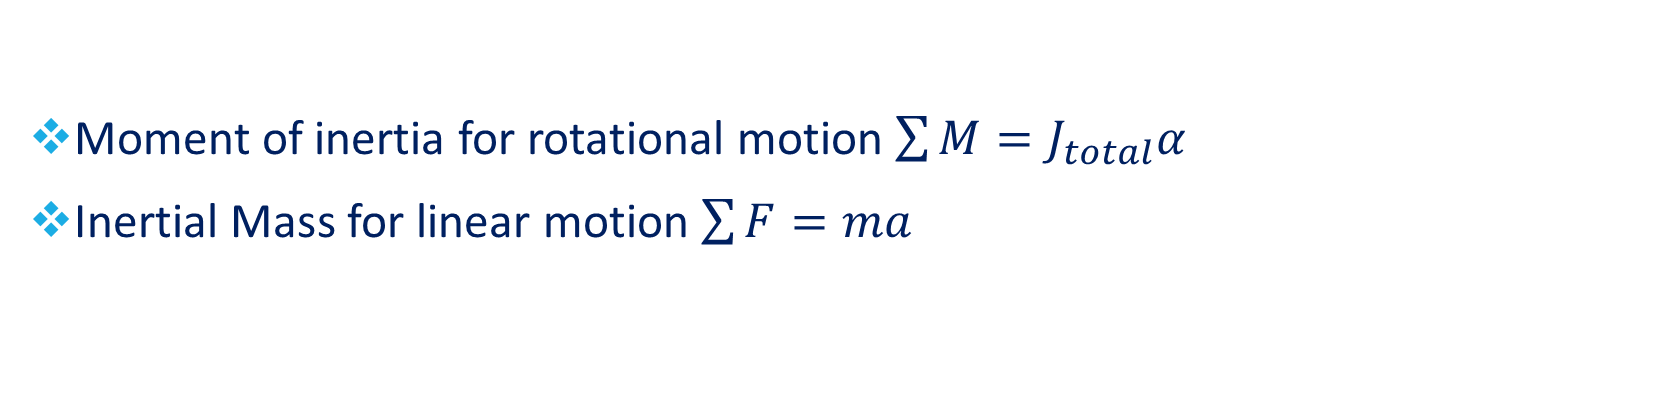 ❖Moment of inertia for rotational motion ∑ M = J_total α
❖Inertial Mass for linear motion ∑ F = ma